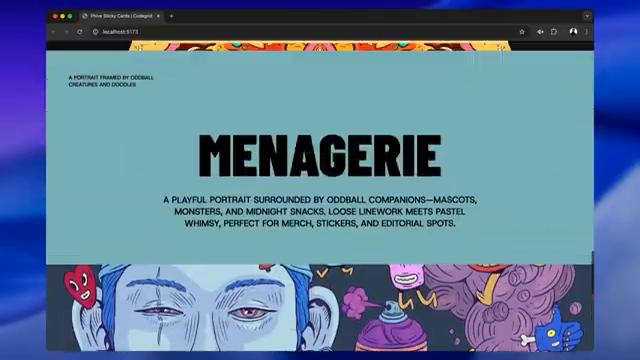 Phive Sticky Cards | Codegrid
localhost:5173
A PORTRAIT FRAMED BY ODDBALL
CREATURES AND DOODLES
MENAGERIE
A PLAYFUL PORTRAIT SURROUNDED BY ODDBALL COMPANIONS—MASCOTS,
MONSTERS, AND MIDNIGHT SNACKS. LOOSE LINEWORK MEETS PASTEL
WHIMSY, PERFECT FOR MERCH, STICKERS, AND EDITORIAL SPOTS.